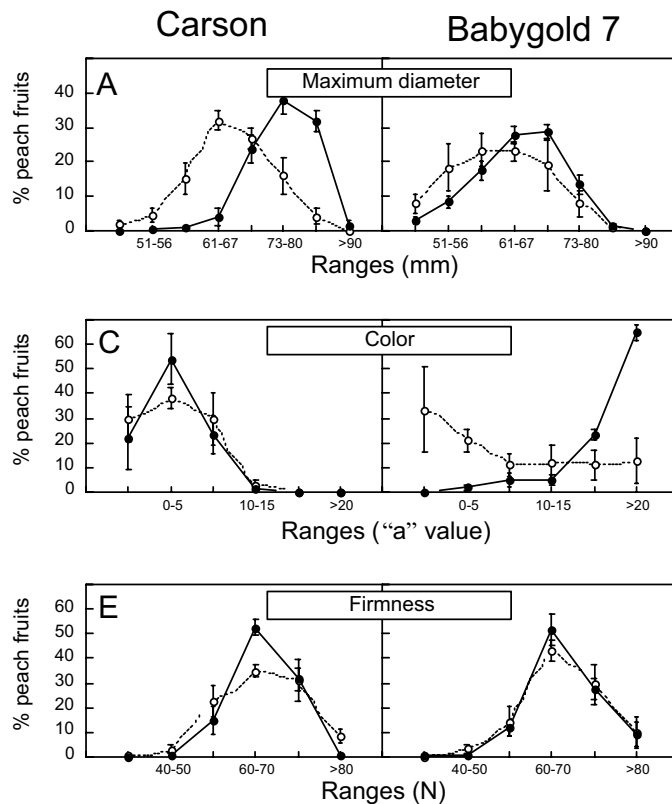 Carson Babygold 7
A Maximum diameter
% peach fruits
40
30
20
10
0
51-56 61-67 73-80 >90 51-56 61-67 73-80 >90
Ranges (mm)
C Color
% peach fruits
60
50
40
30
20
10
0
0-5 10-15 >20 0-5 10-15 >20
Ranges (“a” value)
E Firmness
% peach fruits
60
50
40
30
20
10
0
40-50 60-70 >80 40-50 60-70 >80
Ranges (N)